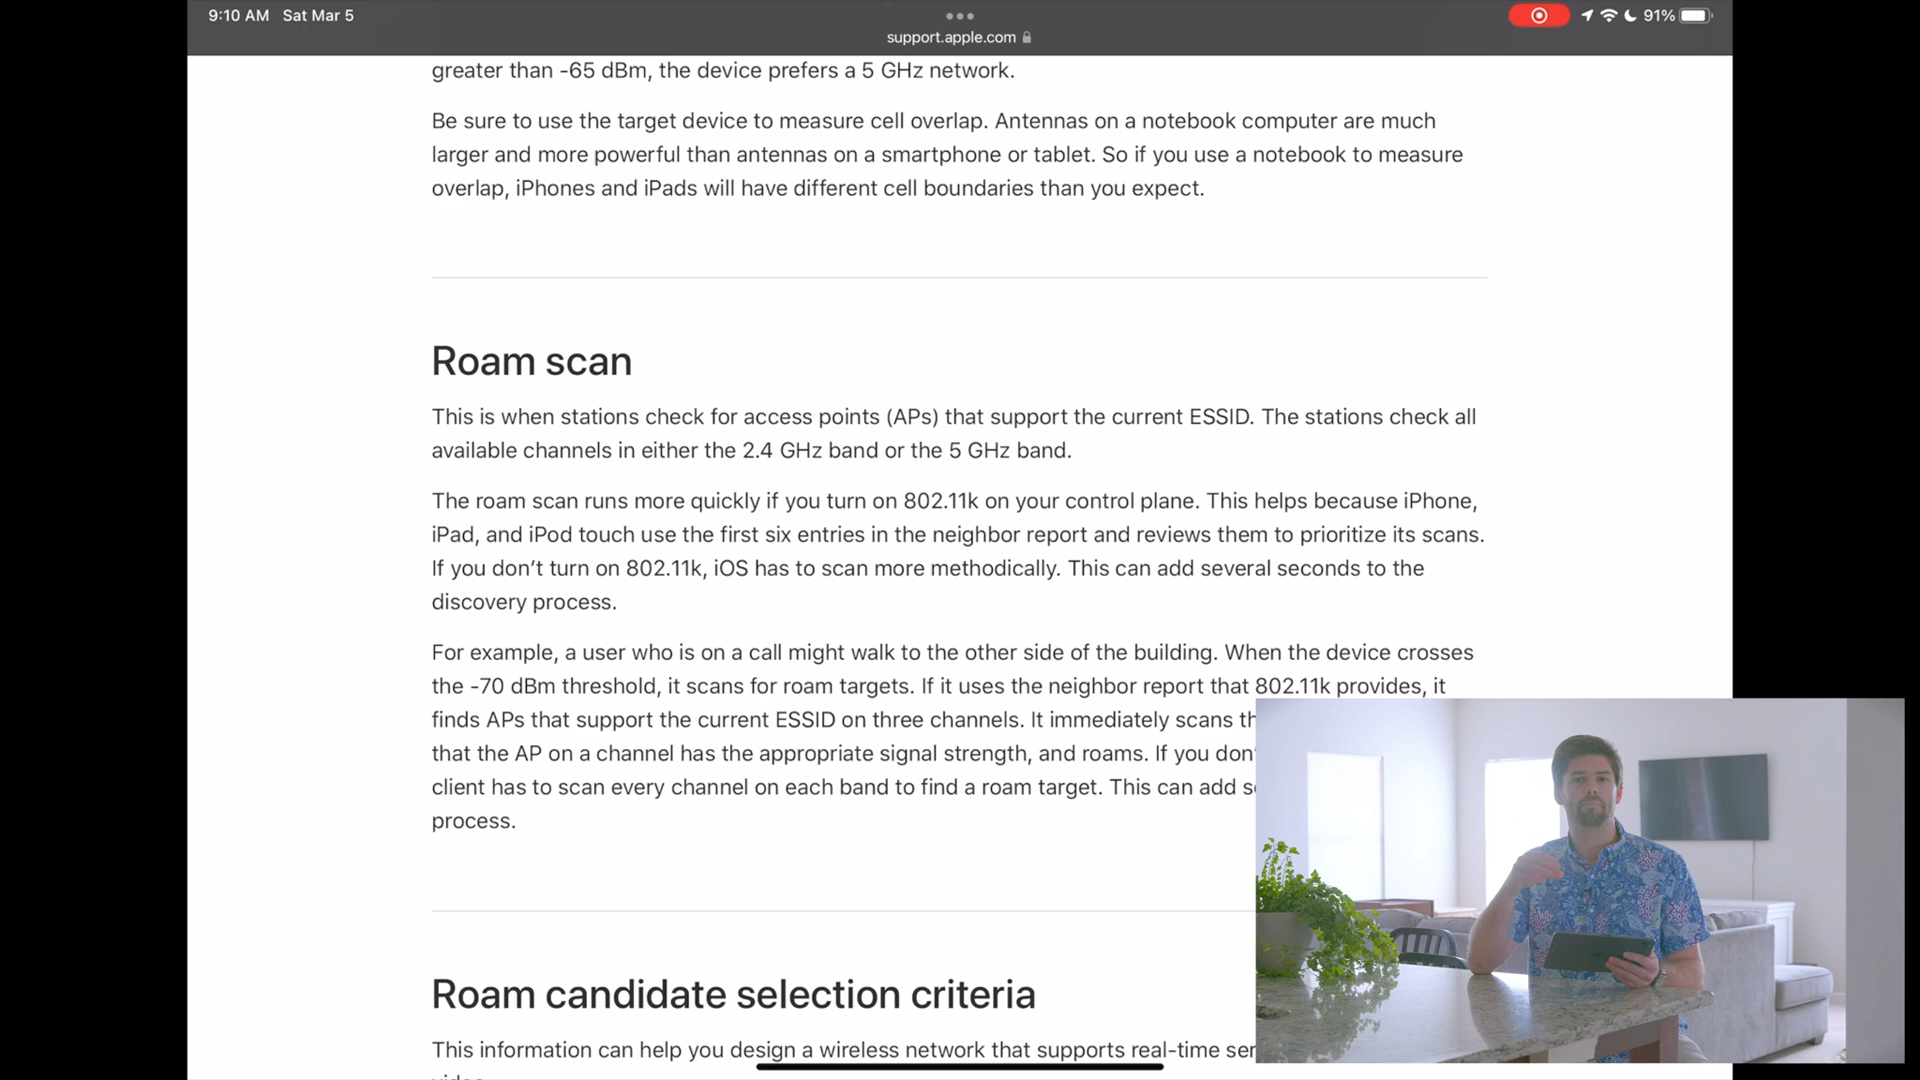 9:10 AM Sat Mar 5
91%
support.apple.com
greater than -65 dBm, the device prefers a 5 GHz network.
Be sure to use the target device to measure cell overlap. Antennas on a notebook computer are much
larger and more powerful than antennas on a smartphone or tablet. So if you use a notebook to measure
overlap, iPhones and iPads will have different cell boundaries than you expect.
Roam scan
This is when stations check for access points (APs) that support the current ESSID. The stations check all
available channels in either the 2.4 GHz band or the 5 GHz band.
The roam scan runs more quickly if you turn on 802.11k on your control plane. This helps because iPhone,
iPad, and iPod touch use the first six entries in the neighbor report and reviews them to prioritize its scans.
If you don’t turn on 802.11k, iOS has to scan more methodically. This can add several seconds to the
discovery process.
For example, a user who is on a call might walk to the other side of the building. When the device crosses
the -70 dBm threshold, it scans for roam targets. If it uses the neighbor report that 802.11k provides, it
finds APs that support the current ESSID on three channels. It immediately scans
that the AP on a channel has the appropriate signal strength, and roams. If you
client has to scan every channel on each band to find a roam target. This can add
process.
Roam candidate selection criteria
This information can help you design a wireless network that supports real-time